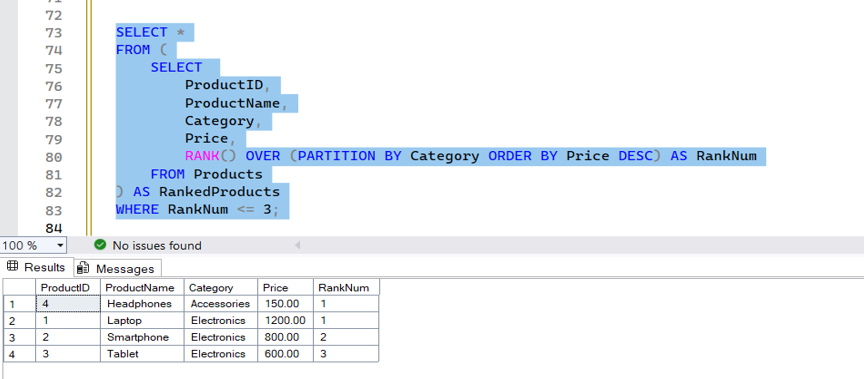 71
72
73 SELECT *
74 FROM (
75 SELECT
76 ProductID,
77 ProductName,
78 Category,
79 Price,
80 RANK() OVER (PARTITION BY Category ORDER BY Price DESC) AS RankNum
81 FROM Products
82 ) AS RankedProducts
83 WHERE RankNum <= 3;
84
100 % No issues found
Results Messages
ProductID ProductName Category Price RankNum
1 4 Headphones Accessories 150.00 1
2 1 Laptop Electronics 1200.00 1
3 2 Smartphone Electronics 800.00 2
4 3 Tablet Electronics 600.00 3